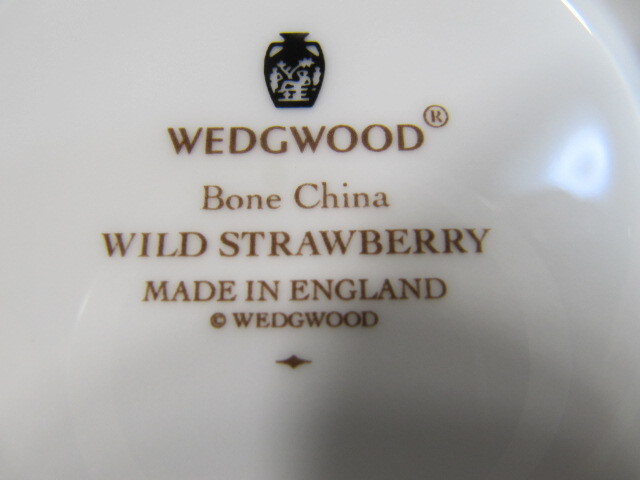 WEDGWOOD®
Bone China
WILD STRAWBERRY
MADE IN ENGLAND
© WEDGWOOD